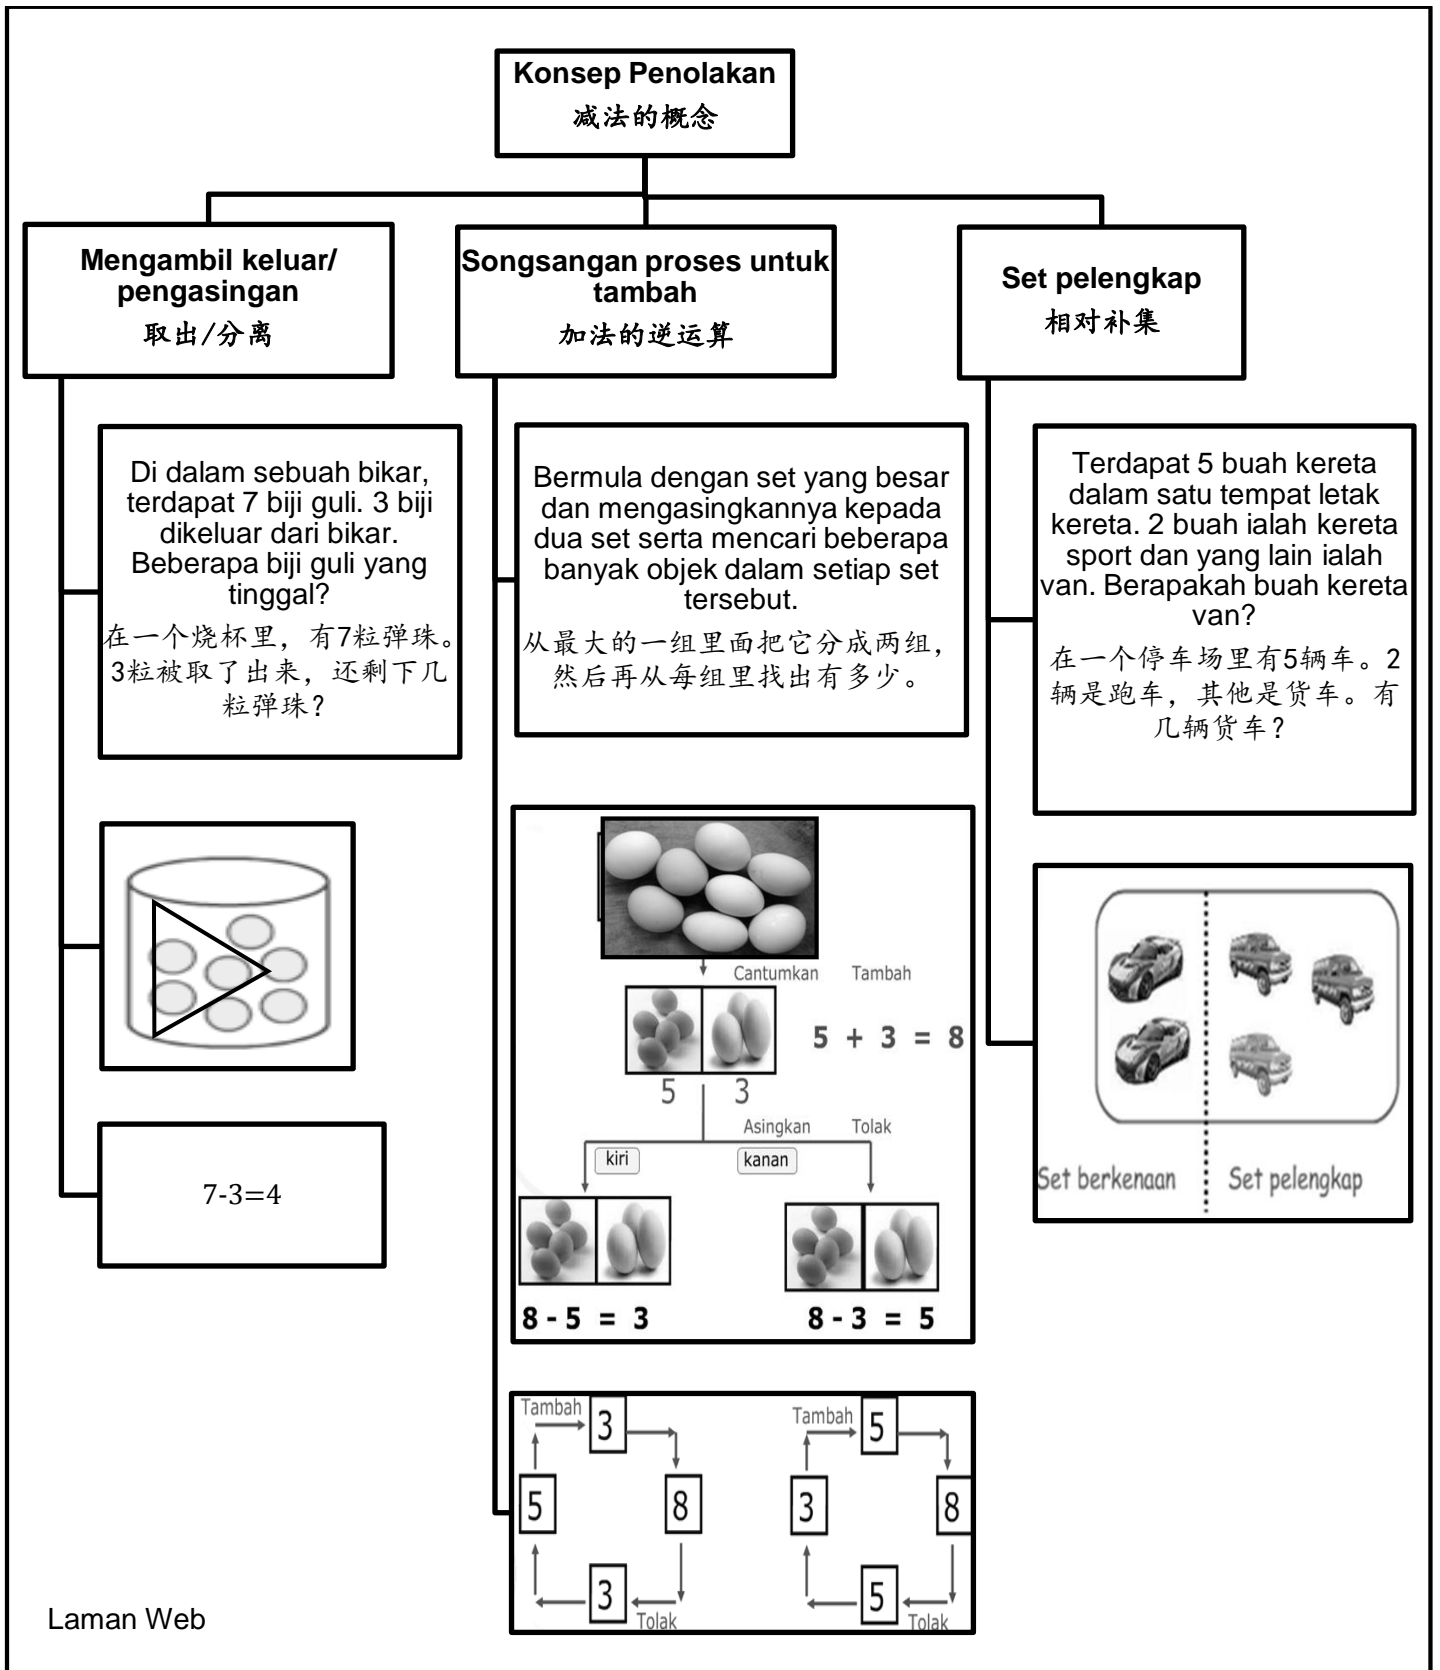 Konsep Penolakan
减法的概念
Mengambil keluar/
pengasingan
取出/分离
Songsangan proses untuk
tambah
加法的逆运算
Set pelengkap
相对补集
Di dalam sebuah bikar,
terdapat 7 biji guli. 3 biji
dikeluar dari bikar.
Beberapa biji guli yang
tinggal?
在一个烧杯里，有7粒弹珠。
3粒被取了出来，还剩下几
粒弹珠？
7-3=4
Bermula dengan set yang besar
dan mengasingkannya kepada
dua set serta mencari beberapa
banyak objek dalam setiap set
tersebut.
从最大的一组里面把它分成两组，
然后再从每组里找出有多少。
Cantumkan Tambah
5 + 3 = 8
5 3
Asingkan Tolak
kiri kanan
8 - 5 = 3 8 - 3 = 5
Tambah 3
5 8
3 Tolak
Tambah 5
3 8
5 Tolak
Terdapat 5 buah kereta
dalam satu tempat letak
kereta. 2 buah ialah kereta
sport dan yang lain ialah
van. Berapakah buah kereta
van?
在一个停车场里有5辆车。2
辆是跑车，其他是货车。有
几辆货车？
Set berkenaan Set pelengkap
Laman Web